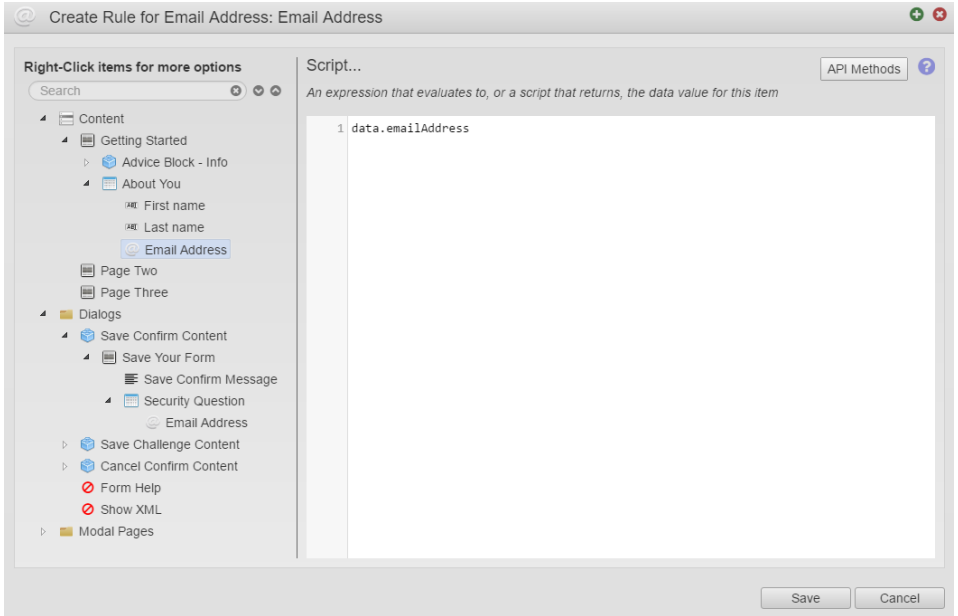 Create Rule for Email Address: Email Address
Right-Click items for more options
Search
Content
Getting Started
Advice Block - Info
About You
First name
Last name
Email Address
Page Two
Page Three
Dialogs
Save Confirm Content
Save Your Form
Save Confirm Message
Security Question
Email Address
Save Challenge Content
Cancel Confirm Content
Form Help
Show XML
Modal Pages
Script...
API Methods
An expression that evaluates to, or a script that returns, the data value for this item
1 data.emailAddress
Save
Cancel